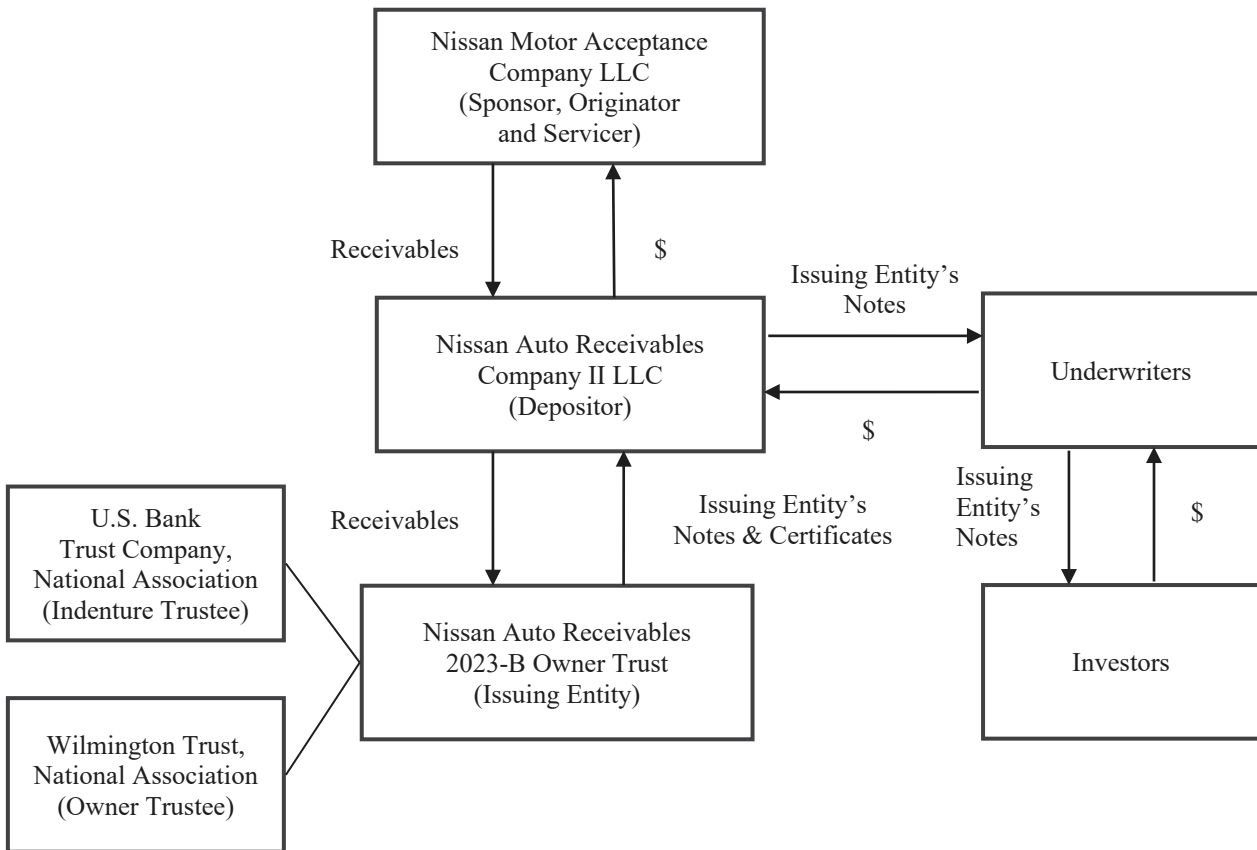 Nissan Motor Acceptance
Company LLC
(Sponsor, Originator
and Servicer)
Receivables
$
Issuing Entity’s
Notes
Nissan Auto Receivables
Company II LLC
(Depositor)
Underwriters
$
Receivables
Issuing Entity’s
Notes & Certificates
Issuing
Entity’s
Notes
$
U.S. Bank
Trust Company,
National Association
(Indenture Trustee)
Nissan Auto Receivables
2023-B Owner Trust
(Issuing Entity)
Investors
Wilmington Trust,
National Association
(Owner Trustee)